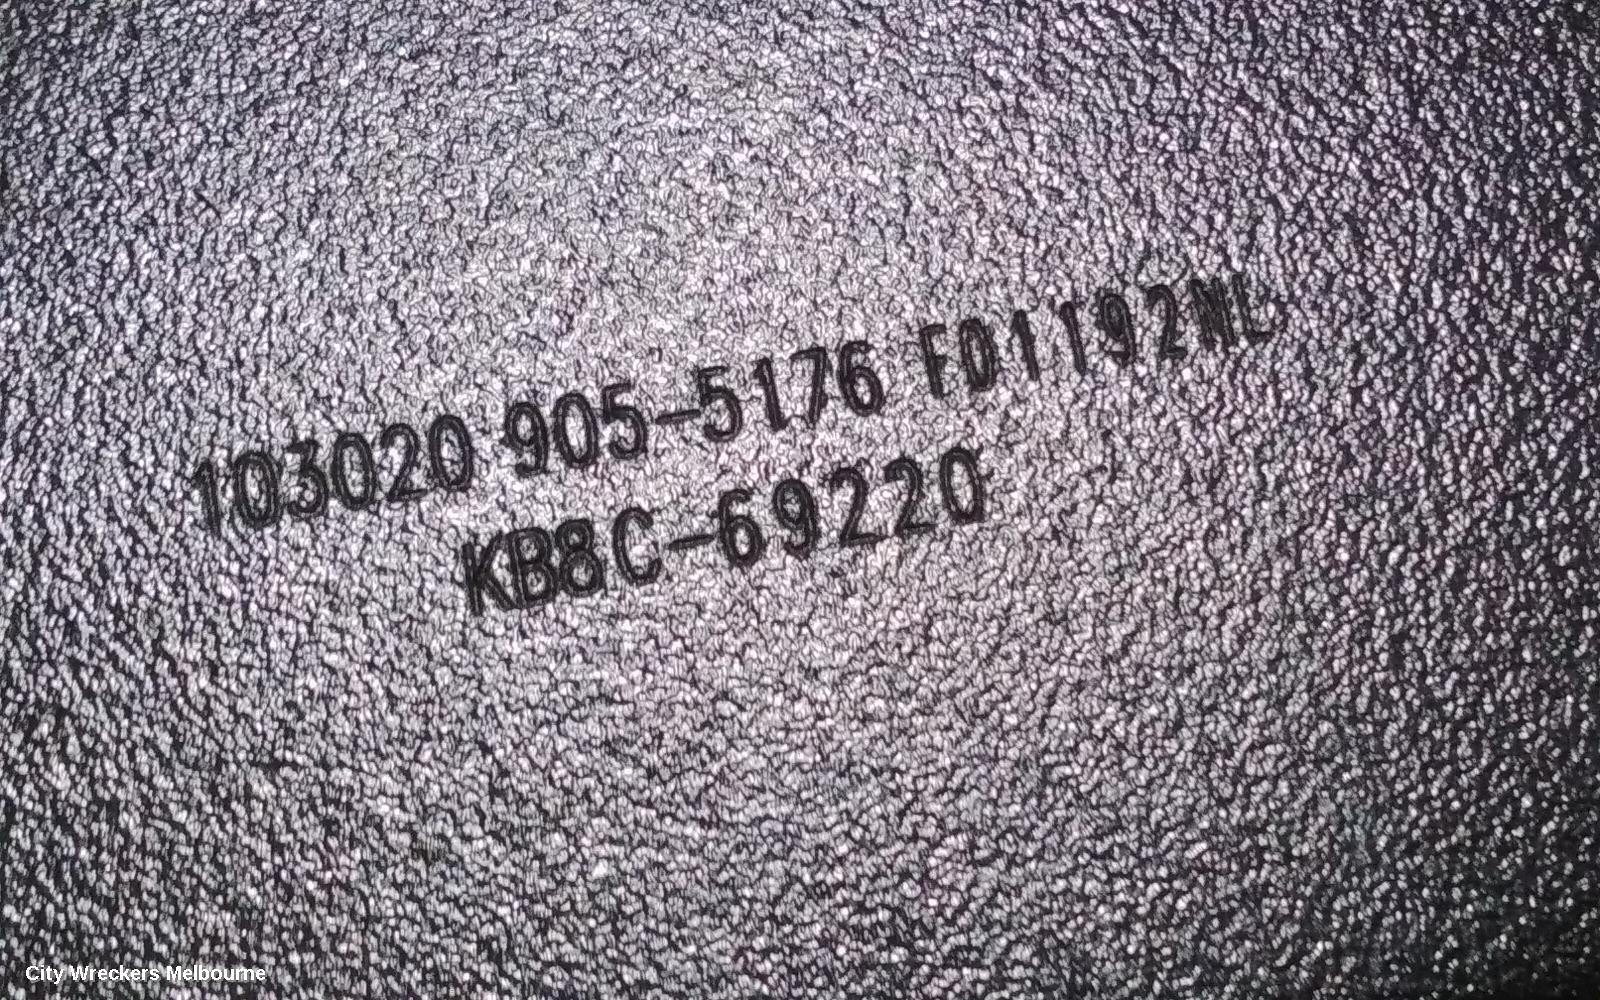 103020 905-5176 F01192NL
KB8C-69220
City Wreckers Melbourne